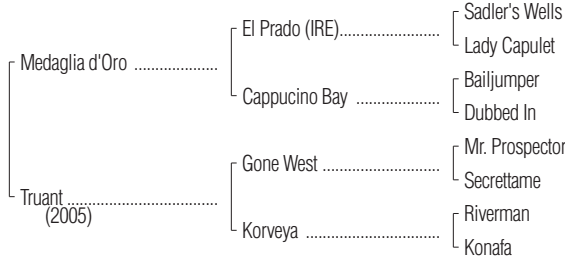 Sadler's Wells
El Prado (IRE)....................
Lady Capulet
Medaglia d'Oro ....................
Bailjumper
Cappucino Bay ....................
Dubbed In
Mr. Prospector
Gone West ............................
Secrettame
Truant ....................................
(2005)
Riverman
Korveya ................................
Konafa